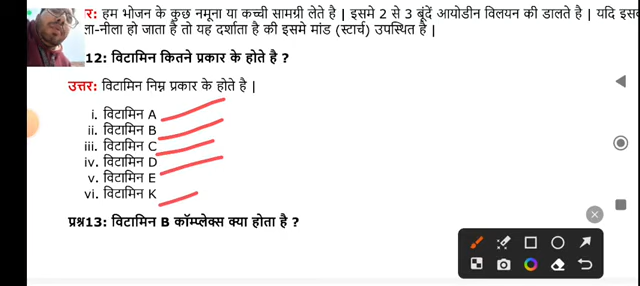 र: हम भोजन के कुछ नमूना या कच्ची सामग्री लेते है | इसमे 2 से 3 बूंदें आयोडीन विलयन की डालते है | यदि
ला-नीला हो जाता है तो यह दर्शाता है की इसमे मांड (स्टार्च) उपस्थित है |
12: विटामिन कितने प्रकार के होते है ?
उत्तर: विटामिन निम्न प्रकार के होते है |
i. विटामिन A
ii. विटामिन B
iii. विटामिन C
iv. विटामिन D
v. विटामिन E
vi. विटामिन K
प्रश्न13: विटामिन B कॉम्प्लेक्स क्या होता है ?